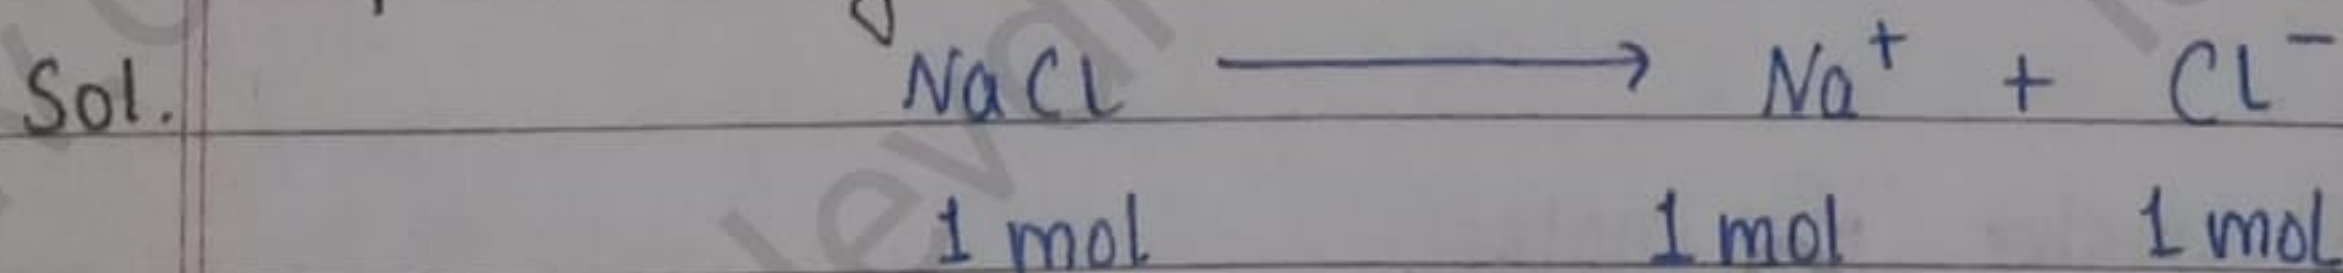 Sol. NaCl ⟶ Na⁺ + Cl⁻
1 mol 1 mol 1 mol